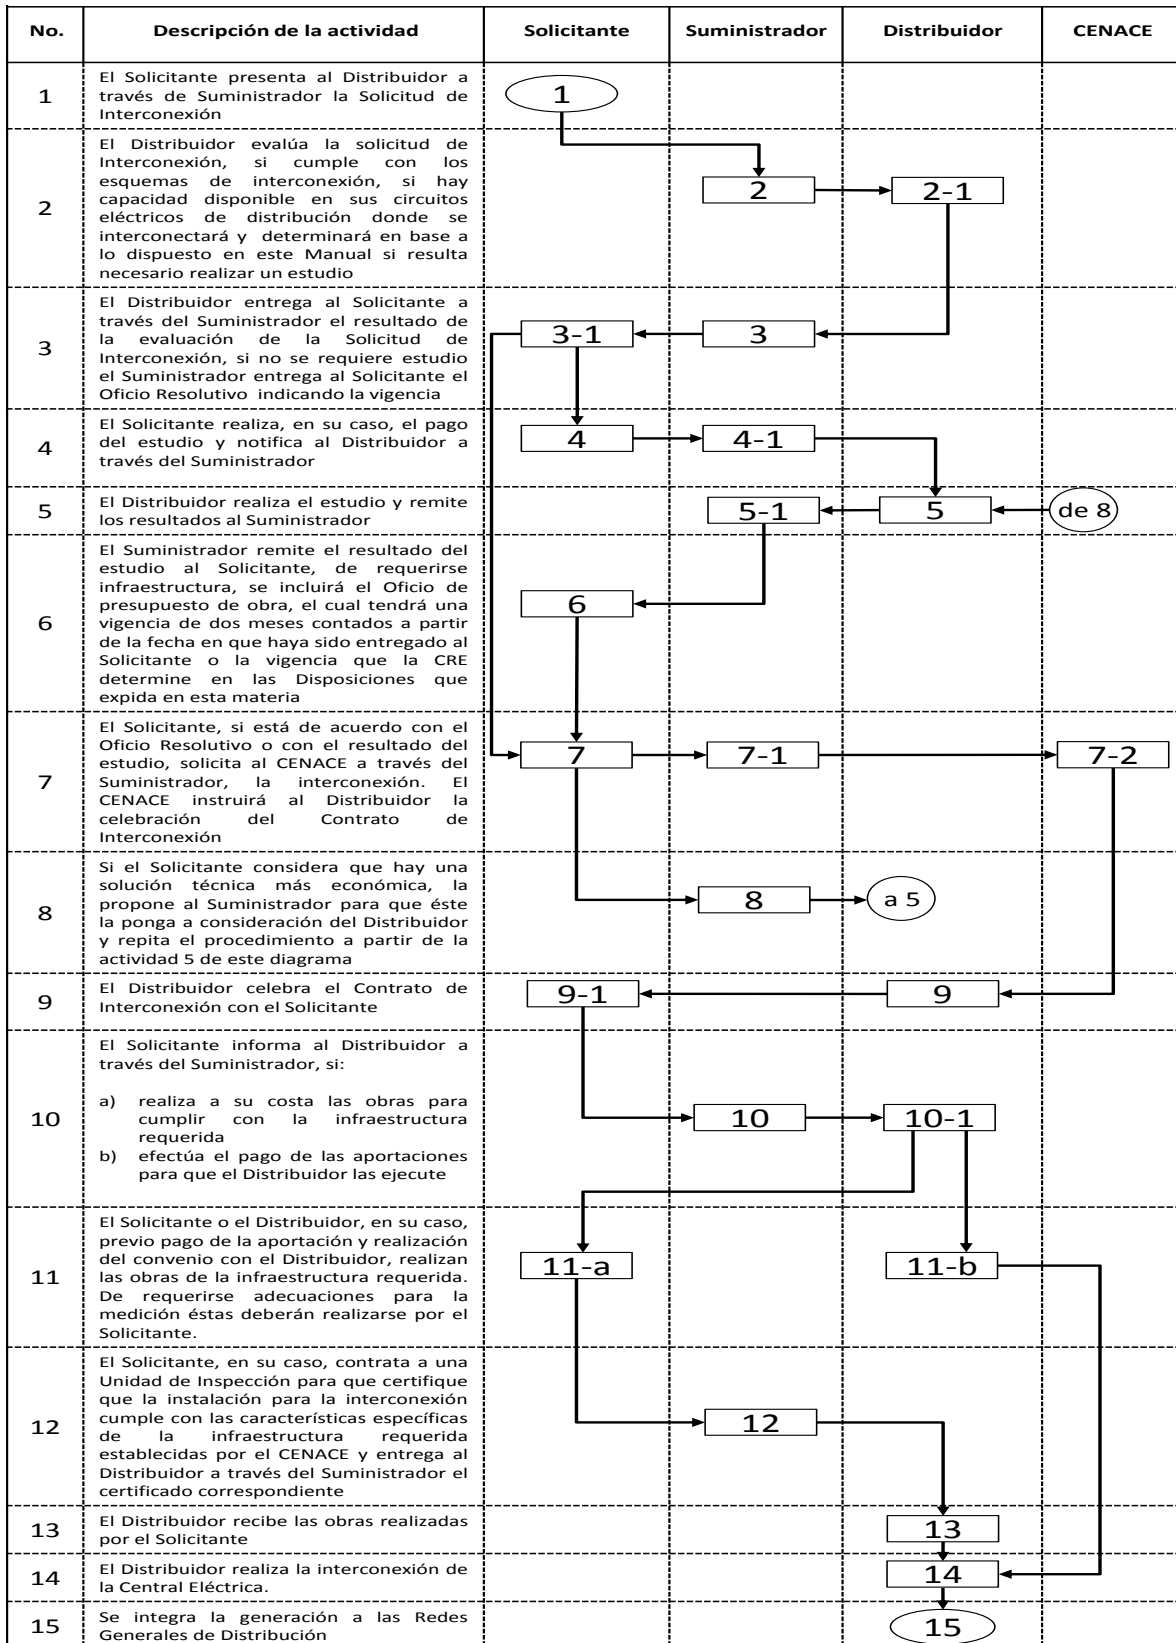 No. Descripción de la actividad Solicitante Suministrador Distribuidor CENACE
1
El Solicitante presenta al Distribuidor a
través de Suministrador la Solicitud de
Interconexión
1
2
El Distribuidor evalúa la solicitud de
Interconexión, si cumple con los
esquemas de interconexión, si hay
capacidad disponible en sus circuitos
eléctricos de distribución donde se
interconectará y determinará en base a
lo dispuesto en este Manual si resulta
necesario realizar un estudio
2 2-1
3
El Distribuidor entrega al Solicitante a
través del Suministrador el resultado de
la evaluación de la Solicitud de
Interconexión, si no se requiere estudio
el Suministrador entrega al Solicitante el
Oficio Resolutivo indicando la vigencia
3-1 3
4
El Solicitante realiza, en su caso, el pago
del estudio y notifica al Distribuidor a
través del Suministrador
4 4-1
5
El Distribuidor realiza el estudio y remite
los resultados al Suministrador
5-1 5 de 8
6
El Suministrador remite el resultado del
estudio al Solicitante, de requerirse
infraestructura, se incluirá el Oficio de
presupuesto de obra, el cual tendrá una
vigencia de dos meses contados a partir
de la fecha en que haya sido entregado al
Solicitante o la vigencia que la CRE
determine en las Disposiciones que
expida en esta materia
6
7
El Solicitante, si está de acuerdo con el
Oficio Resolutivo o con el resultado del
estudio, solicita al CENACE a través del
Suministrador, la interconexión. El
CENACE instruirá al Distribuidor la
celebración del Contrato de
Interconexión
7 7-1 7-2
8
Si el Solicitante considera que hay una
solución técnica más económica, la
propone al Suministrador para que éste
la ponga a consideración del Distribuidor
y repita el procedimiento a partir de la
actividad 5 de este diagrama
8 a 5
9
El Distribuidor celebra el Contrato de
Interconexión con el Solicitante
9-1 9
10
El Solicitante informa al Distribuidor a
través del Suministrador, si:
a) realiza a su costa las obras para
cumplir con la infraestructura
requerida
b) efectúa el pago de las aportaciones
para que el Distribuidor las ejecute
10 10-1
11
El Solicitante o el Distribuidor, en su caso,
previo pago de la aportación y realización
del convenio con el Distribuidor, realizan
las obras de la infraestructura requerida.
De requerirse adecuaciones para la
medición éstas deberán realizarse por el
Solicitante.
11-a 11-b
12
El Solicitante, en su caso, contrata a una
Unidad de Inspección para que certifique
que la instalación para la interconexión
cumple con las características específicas
de la infraestructura requerida
establecidas por el CENACE y entrega al
Distribuidor a través del Suministrador el
certificado correspondiente
12
13
El Distribuidor recibe las obras realizadas
por el Solicitante
13
14
El Distribuidor realiza la interconexión de
la Central Eléctrica.
14
15
Se integra la generación a las Redes
Generales de Distribución
15